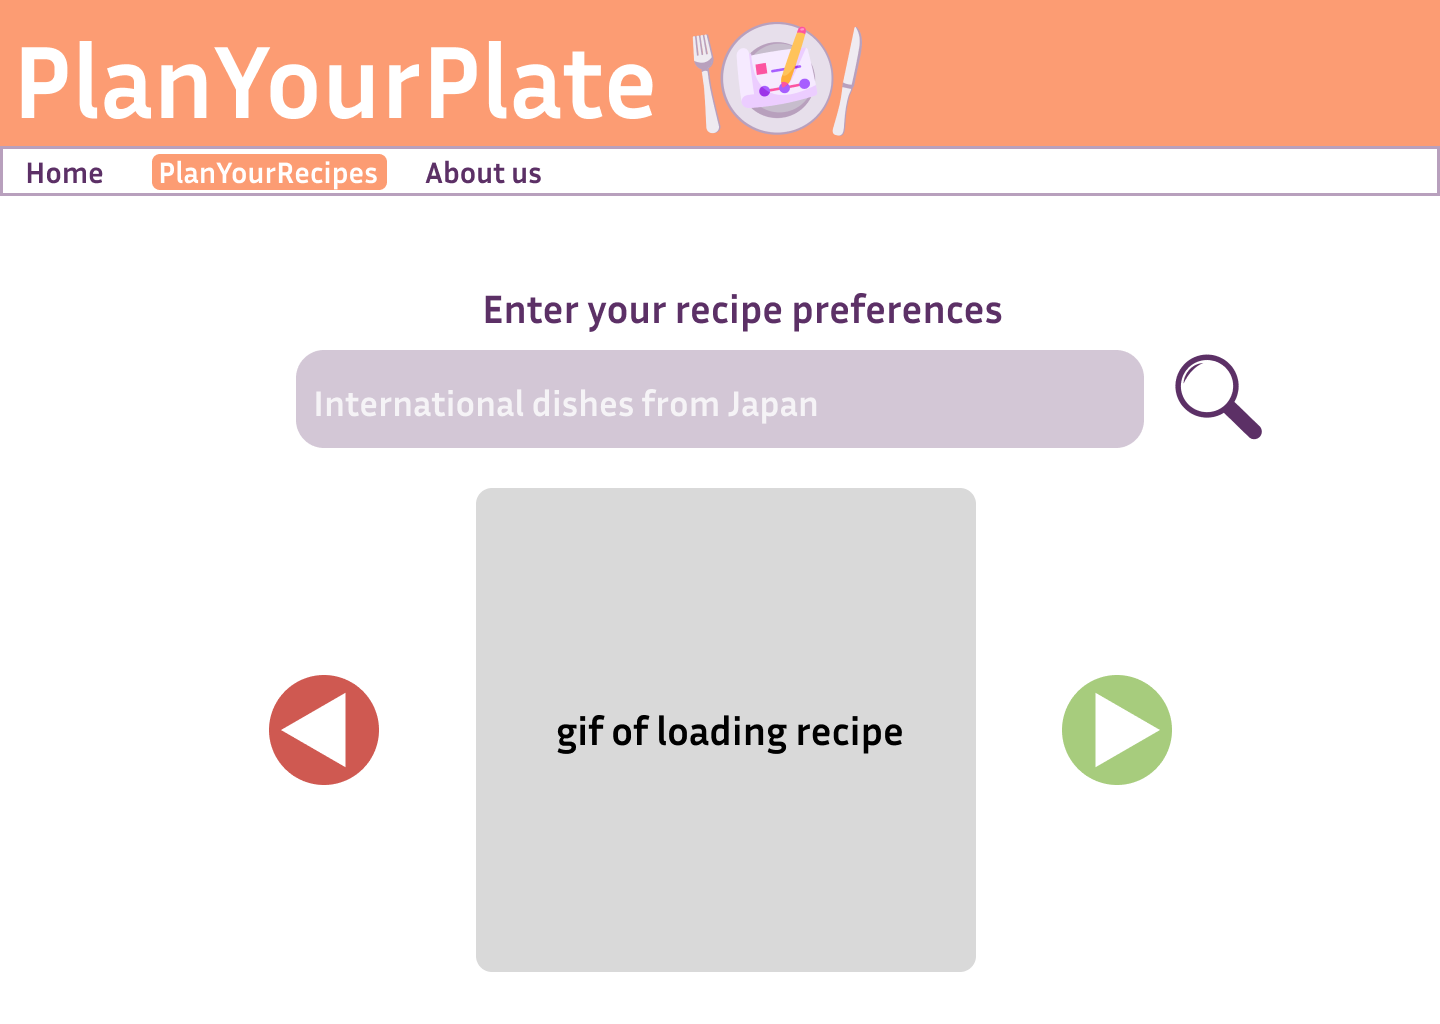 PlanYourPlate
Home PlanYourRecipes About us
Enter your recipe preferences
International dishes from Japan
gif of loading recipe